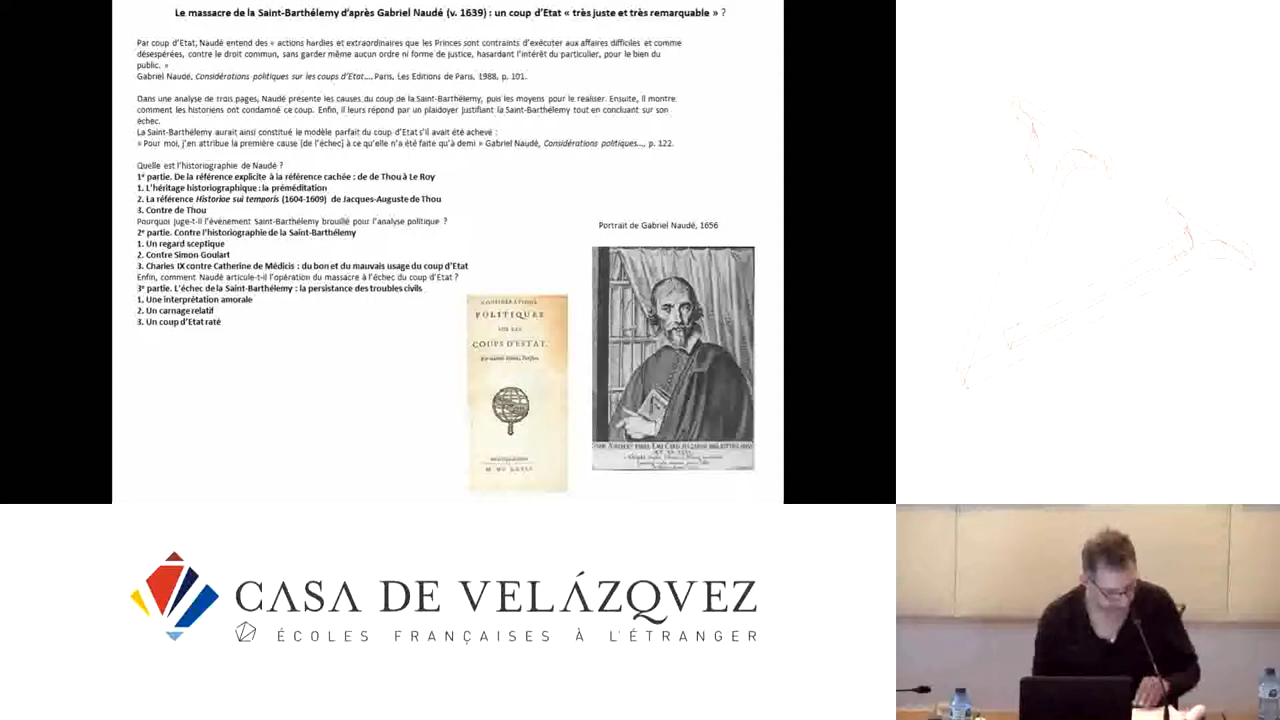 Le massacre de la Saint-Barthélemy d'après Gabriel Naudé (v. 1639) : un coup d'Etat « très juste et très remarquable » ?
Par coup d'Etat, Naudé entend des « actions hardies et extraordinaires que les Princes sont contraints d'exécuter aux affaires difficiles et comme
désespérées, contre le droit commun, sans garder même aucun ordre ni forme de justice, hasardant l'intérêt du particulier, pour le bien du
public. »
Gabriel Naudé, Considérations politiques sur les coups d'Etat..., Paris, Les Editions de Paris, 1988, p. 101.
Dans une analyse de trois pages, Naudé présente les causes du coup de la Saint-Barthélemy, puis les moyens pour le realiser. Ensuite, il montre
comment les historiens ont condamné ce coup. Enfin, il leurs répond par un plaidoyer justifiant la Saint-Barthélemy tout en concluant sur son
échec.
La Saint-Barthélemy aurait ainsi constitué le modèle parfait du coup d'Etat s'il avait été achevé :
« Pour moi, j'en attribue la première cause [de l'échec] à ce qu'elle n'a été faite qu'à demi » Gabriel Naudé, Considérations politiques..., p. 122.
Quelle est l'historiographie de Naudé ?
1e partie. De la référence explicite à la référence cachée : de de Thou à Le Roy
1. L'héritage historiographique : la préméditation
2. La référence Historiae sui temporis (1604-1609) de Jacques-Auguste de Thou
3. Contre de Thou
Pourquoi juge-t-il l'événement Saint-Barthélemy brouillé pour l'analyse politique ?
2e partie. Contre l'historiographie de la Saint-Barthélemy
1. Un regard sceptique
2. Contre Simon Goulart
3. Charles IX contre Catherine de Médicis : du bon et du mauvais usage du coup d'Etat
Enfin, comment Naudé articule-t-il l'opération du massacre à l'échec du coup d'Etat ?
3e partie. L'échec de la Saint-Barthélemy : la persistance des troubles civils
1. Une interprétation amorale
2. Un carnage relatif
3. Un coup d'Etat raté
Portrait de Gabriel Naudé, 1656
CONSIDERATIONS
POLITIQUES
SUR LES
COUPS D'ESTAT.
CASA DE VELÁZQVEZ
ÉCOLES FRANÇAISES À L'ÉTRANGER